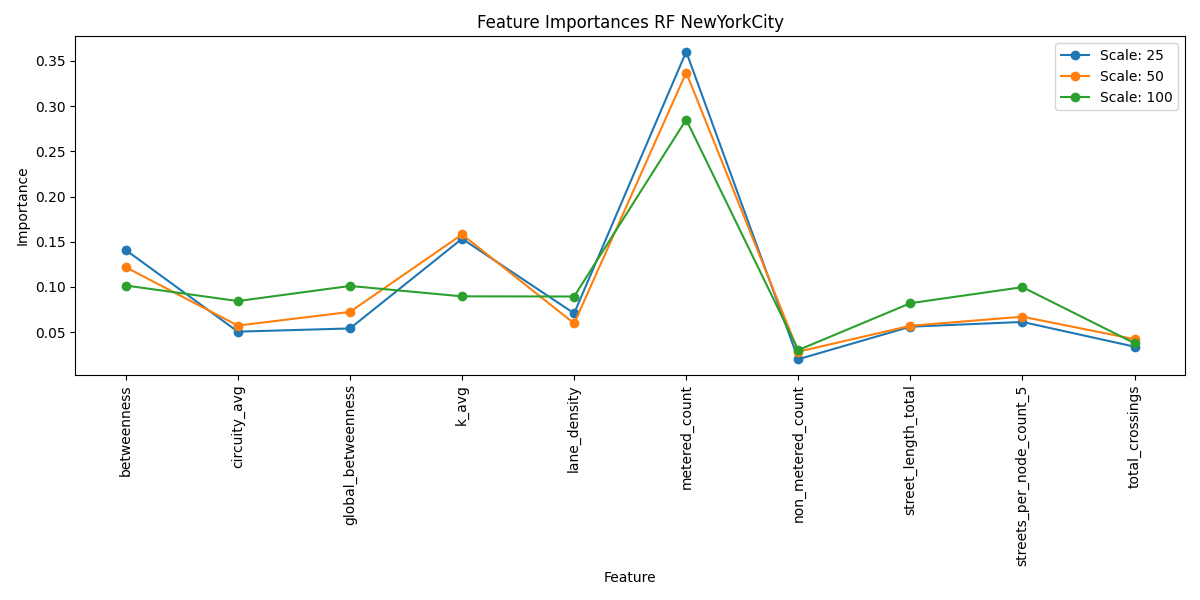 Feature Importances RF NewYorkCity
Scale: 25
Scale: 50
Scale: 100
Importance
0.35
0.30
0.25
0.20
0.15
0.10
0.05
betweenness
circuity_avg
global_betweenness
k_avg
lane_density
metered_count
non_metered_count
street_length_total
streets_per_node_count_5
total_crossings
Feature